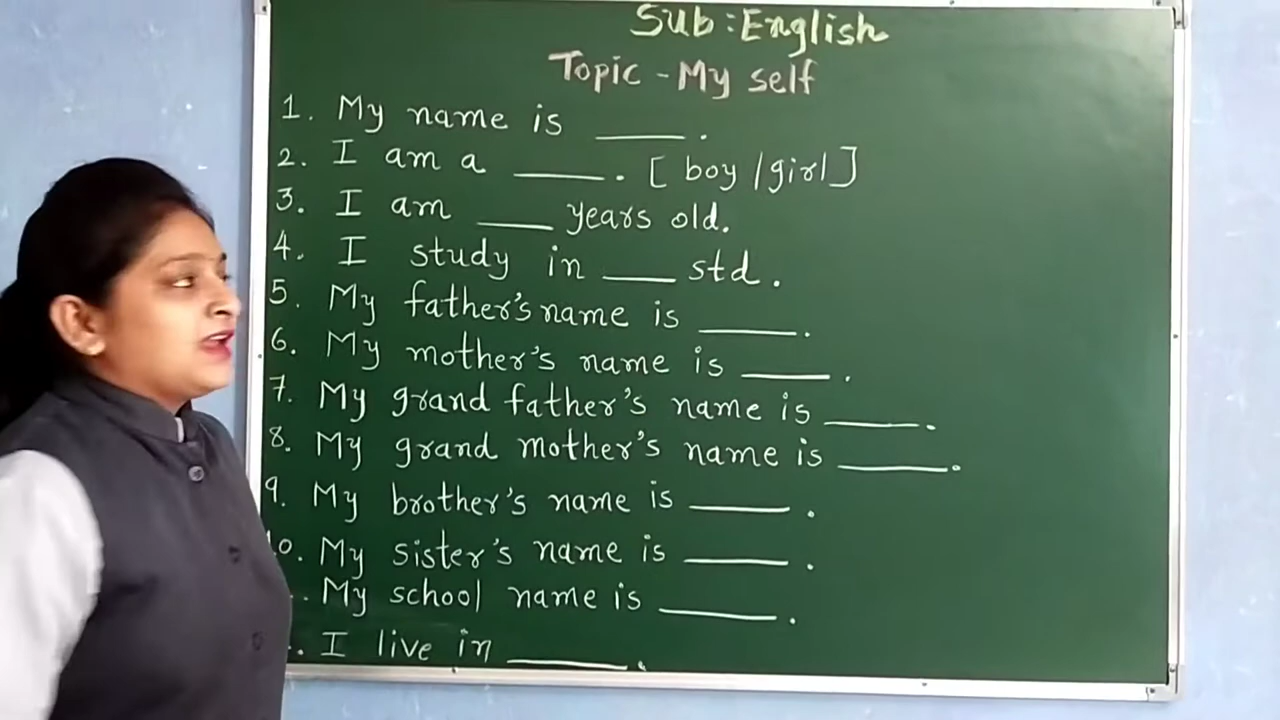 Sub : English
Topic - My self
1. My name is ____.
2. I am a ____. [ boy / girl ]
3. I am ____ years old.
4. I study in ____ std.
5. My father's name is ____.
6. My mother's name is ____.
7. My grand father's name is ____.
8. My grand mother's name is ____.
9. My brother's name is ____.
10. My sister's name is ____.
. My school name is ____.
. I live in ____.